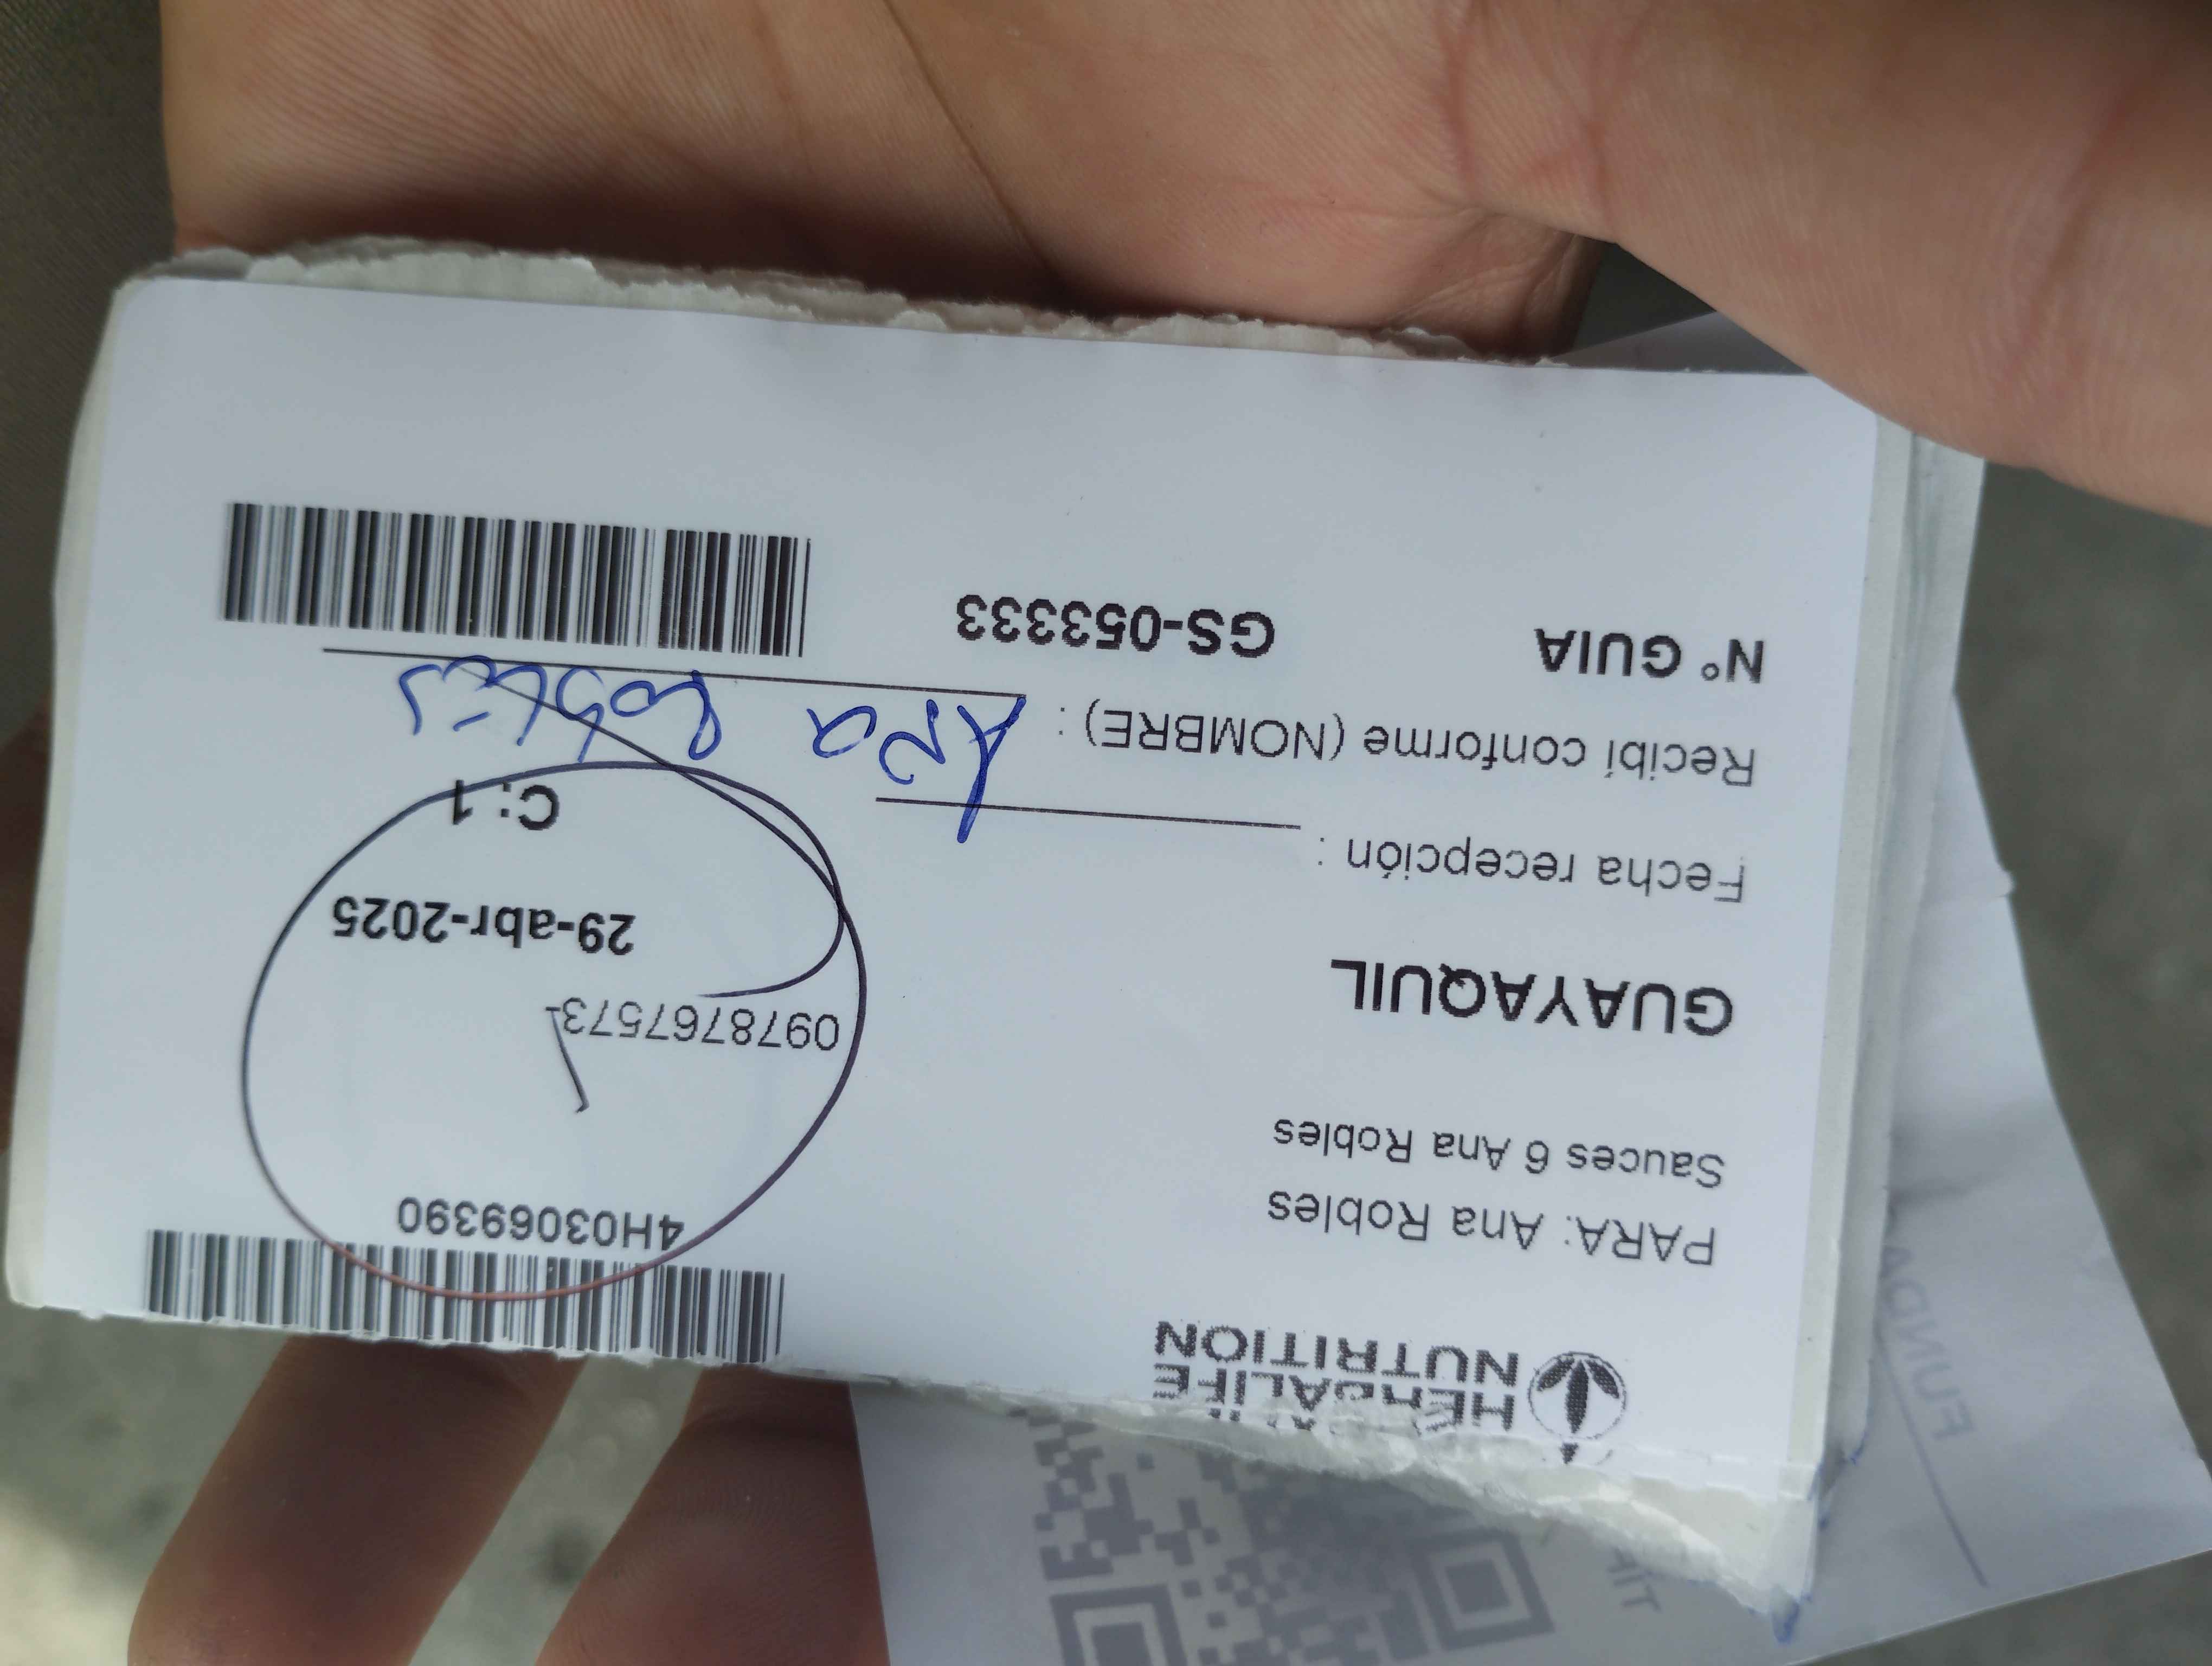 HERBALIFE
NUTRITION
4H03069390
PARA: Ana Robles
Sauces 6 Ana Robles
0978767573-
GUAYAQUIL
29-abr-2025
Fecha recepción :
C: 1
Recibí conforme (NOMBRE) : Ana Robles
N° GUIA GS-053333
FUNDA